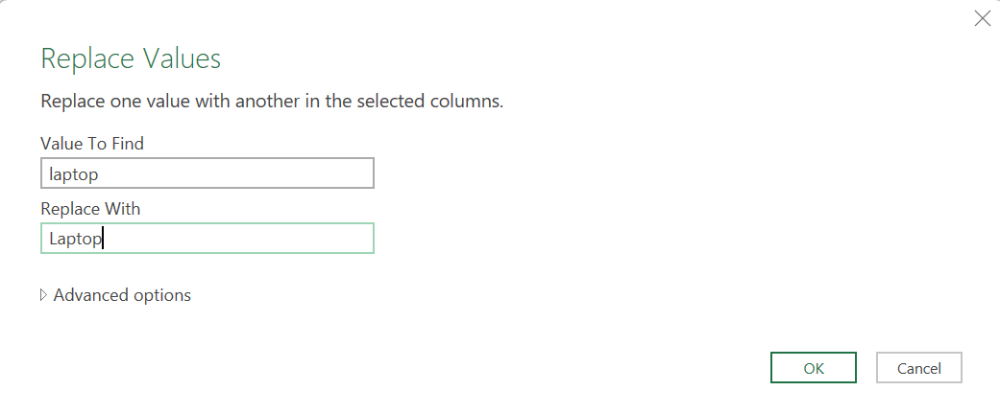 Replace Values
Replace one value with another in the selected columns.
Value To Find
laptop
Replace With
Laptop
Advanced options
OK
Cancel